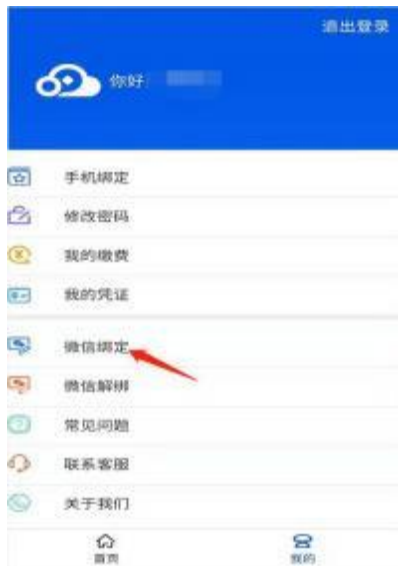 退出登录
你好
手机绑定
修改密码
我的缴费
我的凭证
微信绑定
微信解绑
常见问题
联系客服
关于我们
首页
我的